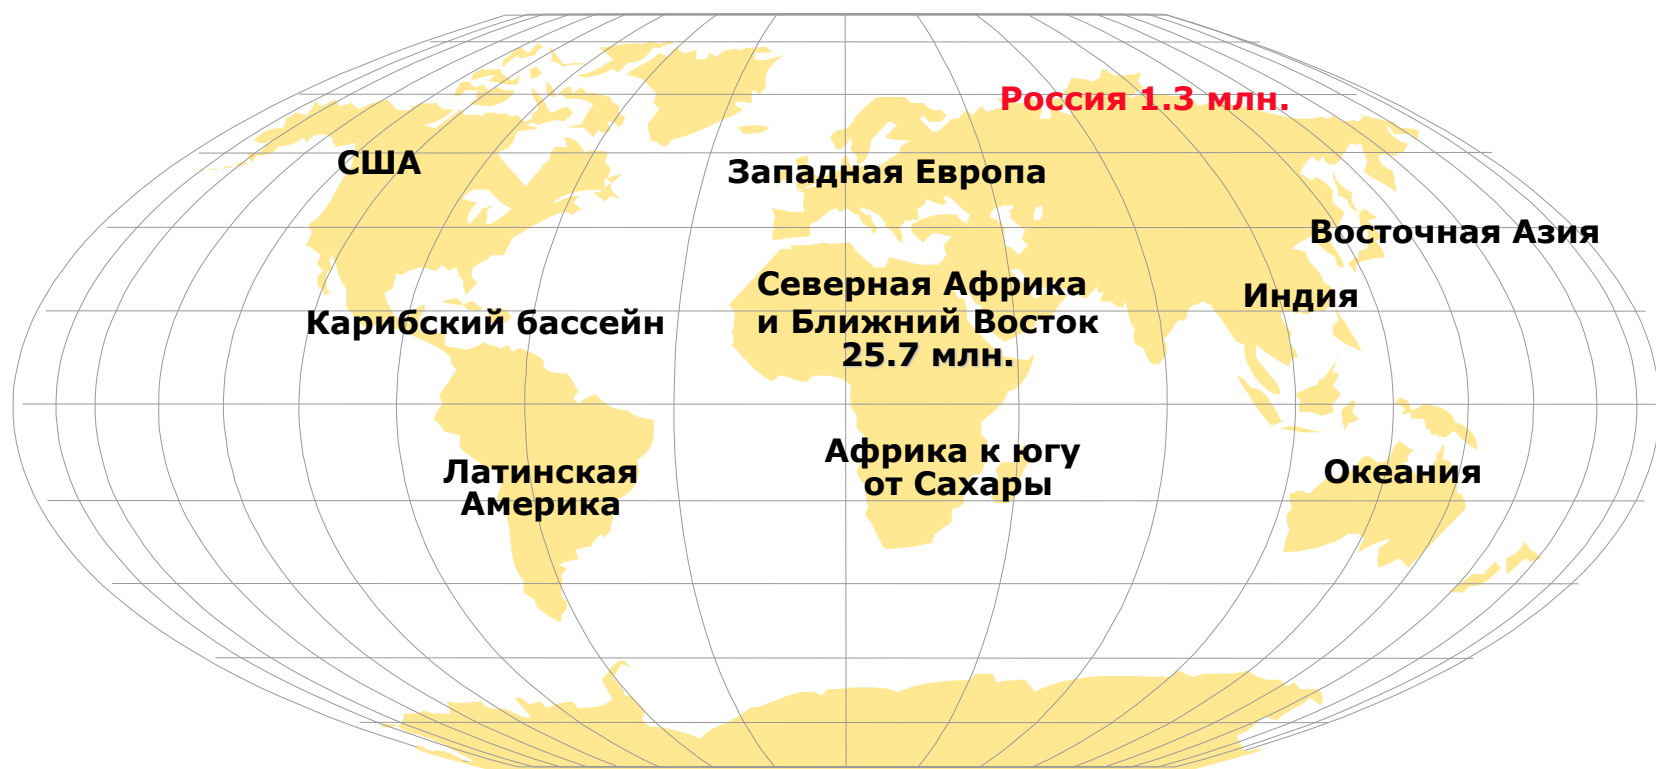 Россия 1.3 млн.
США
Западная Европа
Восточная Азия
Северная Африка
и Ближний Восток
25.7 млн.
Индия
Карибский бассейн
Африка к югу
от Сахары
Латинская
Америка
Океания